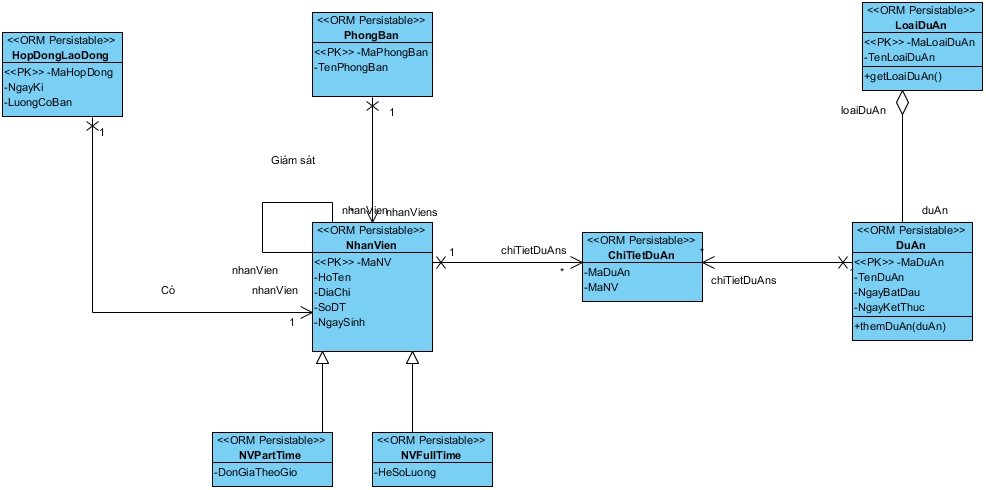 <<ORM Persistable>>
HopDongLaoDong
<<PK>> -MaHopDong
-NgayKi
-LuongCoBan
1
<<ORM Persistable>>
PhongBan
<<PK>> -MaPhongBan
-TenPhongBan
1
<<ORM Persistable>>
LoaiDuAn
<<PK>> -MaLoaiDuAn
-TenLoaiDuAn
+getLoaiDuAn()
loaiDuAn
Giám sát
nhanVien
*
nhanViens
duAn
<<ORM Persistable>>
NhanVien
<<PK>> -MaNV
-HoTen
-DiaChi
-SoDT
-NgaySinh
nhanVien
Có
nhanVien
1
1
chiTietDuAns
*
<<ORM Persistable>>
ChiTietDuAn
-MaDuAn
-MaNV
*
chiTietDuAns
<<ORM Persistable>>
DuAn
<<PK>> -MaDuAn
-TenDuAn
-NgayBatDau
-NgayKetThuc
+themDuAn(duAn)
<<ORM Persistable>>
NVPartTime
-DonGiaTheoGio
<<ORM Persistable>>
NVFullTime
-HeSoLuong